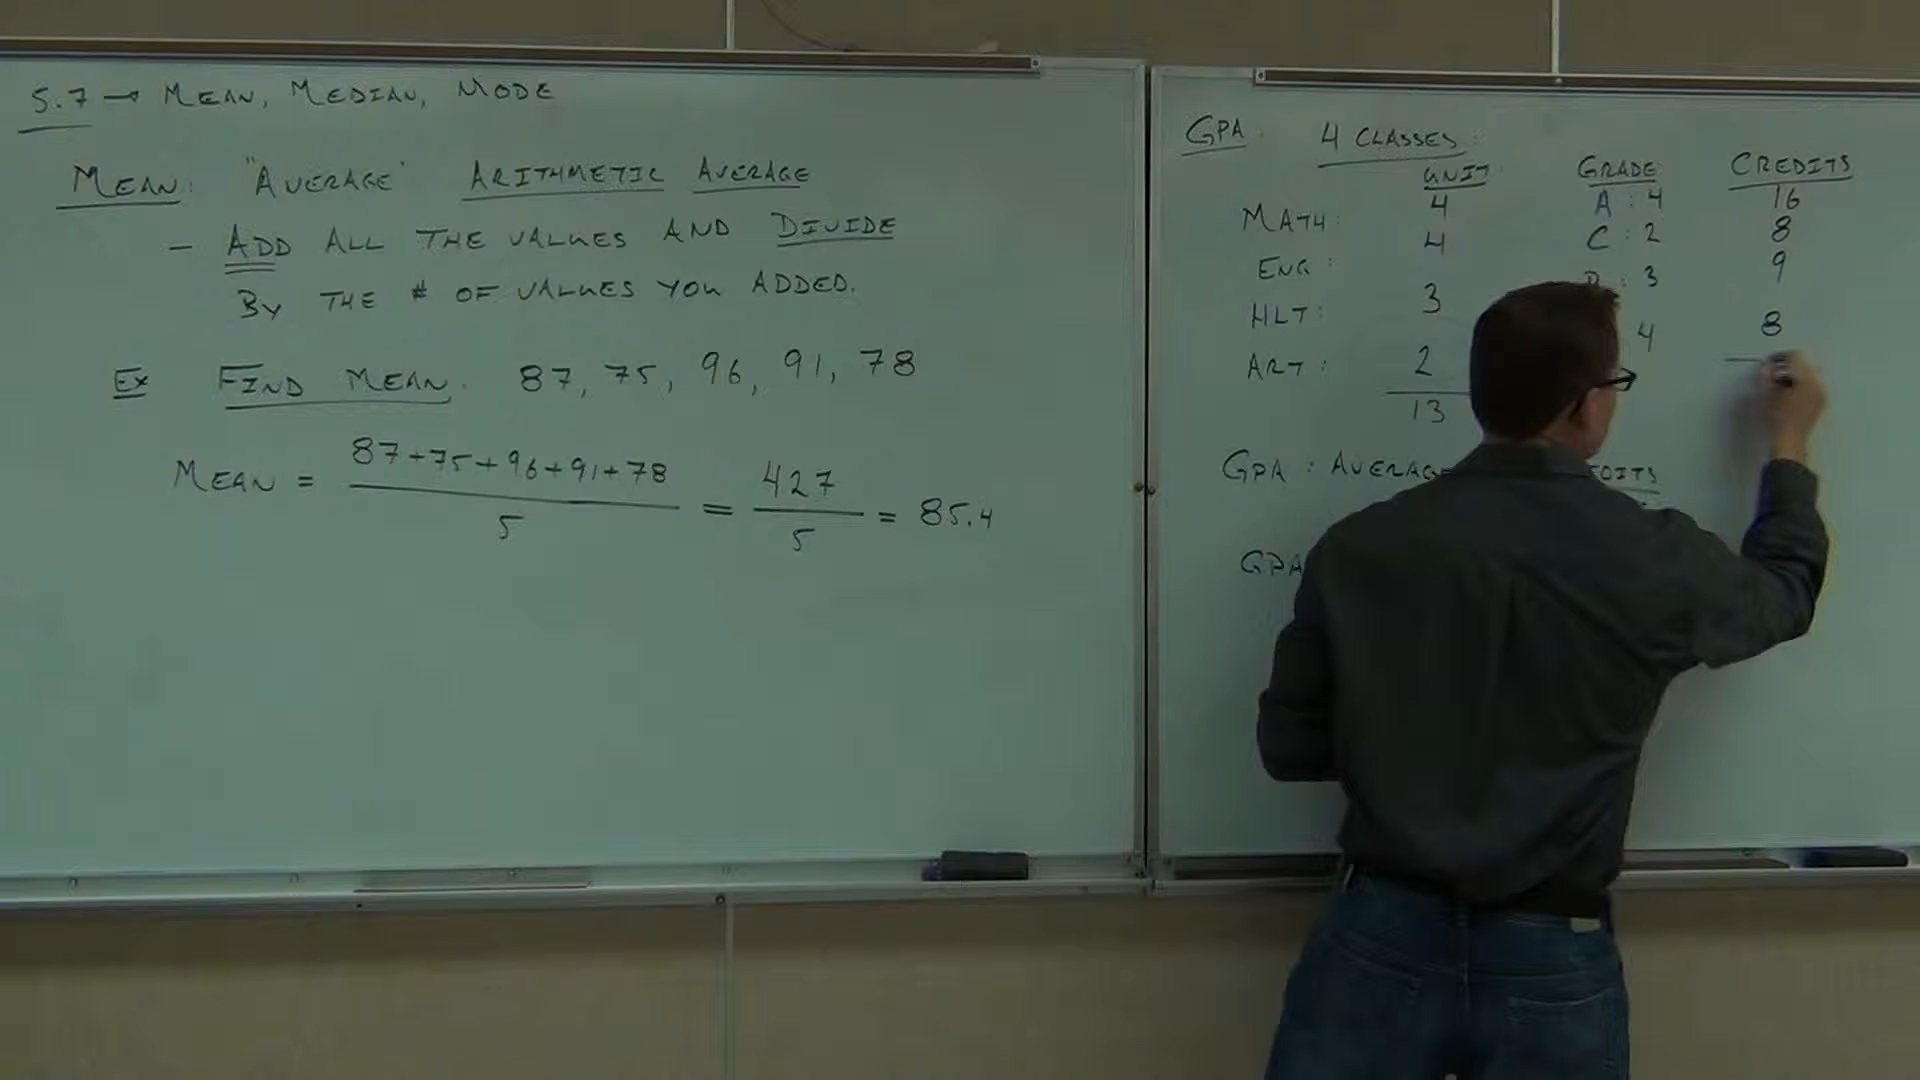 5.7 → MEAN, MEDIAN, MODE
MEAN: "AVERAGE" ARITHMETIC AVERAGE
- ADD ALL THE VALUES AND DIVIDE
BY THE # OF VALUES YOU ADDED.
EX FIND MEAN. 87, 75, 96, 91, 78
MEAN = 87+75+96+91+78 / 5 = 427 / 5 = 85.4
GPA. 4 CLASSES:
UNIT GRADE CREDITS
MATH: 4 A : 4 16
ENG: 4 C : 2 8
HLT: 3 : 3 9
ART: 2 4 8
13
GPA :